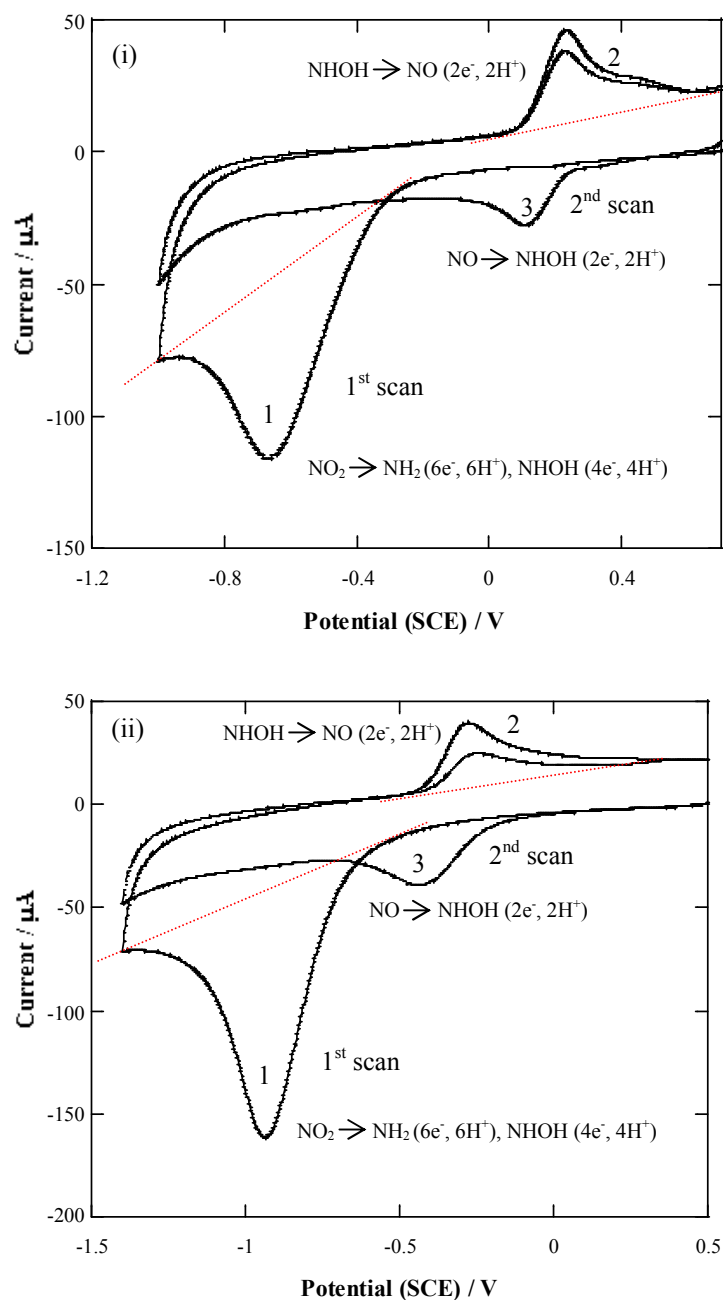 50
(i)
2
NHOH → NO (2e⁻, 2H⁺)
0
3
2ⁿᵈ scan
NO → NHOH (2e⁻, 2H⁺)
-50
1ˢᵗ scan
1
-100
NO₂ → NH₂ (6e⁻, 6H⁺), NHOH (4e⁻, 4H⁺)
-150
Current / µA
-1.2 -0.8 -0.4 0 0.4
Potential (SCE) / V
50
(ii)
2
NHOH → NO (2e⁻, 2H⁺)
0
3
2ⁿᵈ scan
NO → NHOH (2e⁻, 2H⁺)
-50
-100
1
1ˢᵗ scan
NO₂ → NH₂ (6e⁻, 6H⁺), NHOH (4e⁻, 4H⁺)
-150
-200
Current / µA
-1.5 -1 -0.5 0 0.5
Potential (SCE) / V